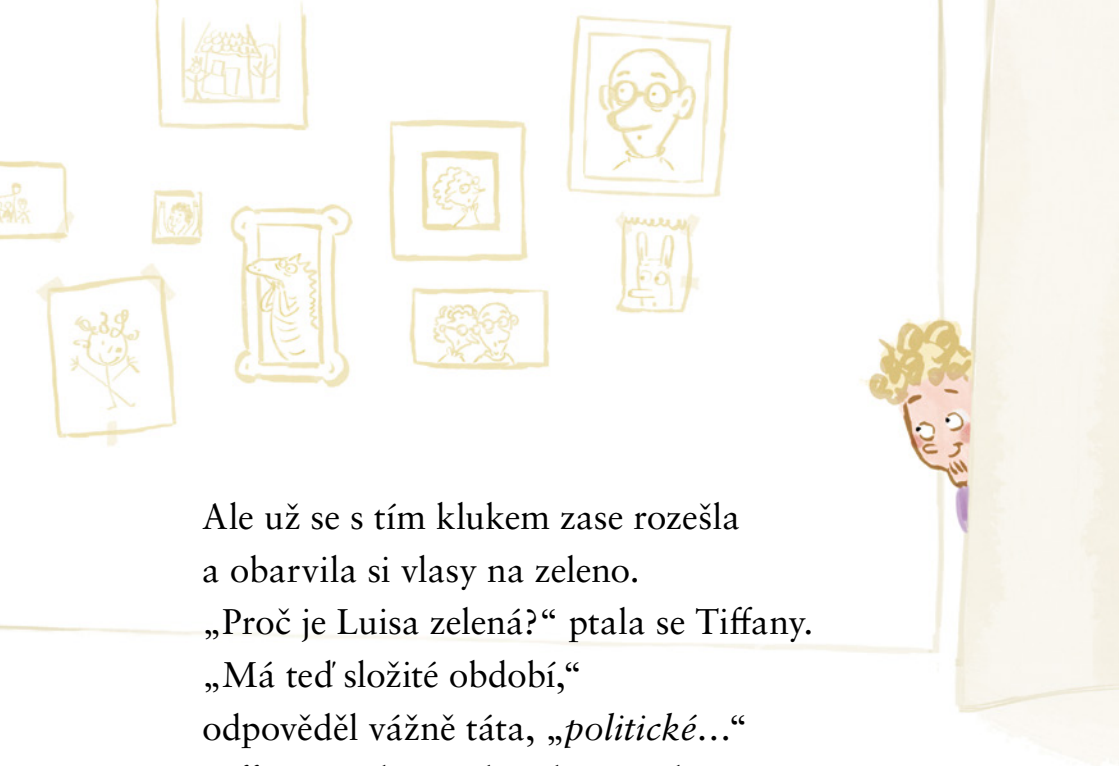 Ale už se s tím klukem zase rozešla
a obarvila si vlasy na zeleno.
„Proč je Luisa zelená?“ ptala se Tiffany.
„Má teď složité období,“
odpověděl vážně táta, „politické…“